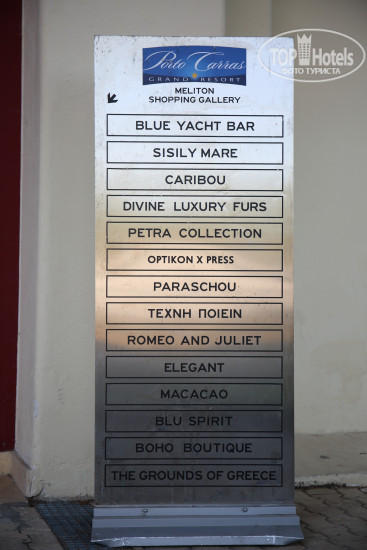 Porto Carras
GRAND RESORT
MELITON
SHOPPING GALLERY
BLUE YACHT BAR
SISILY MARE
CARIBOU
DIVINE LUXURY FURS
PETRA COLLECTION
OPTIKON X PRESS
PARASCHOU
ΤΕΧΝΗ ΠΟΙΕΙΝ
ROMEO AND JULIET
ELEGANT
MACACAO
BLU SPIRIT
BOHO BOUTIQUE
THE GROUNDS OF GREECE
TopHotels
ФОТО ТУРИСТА